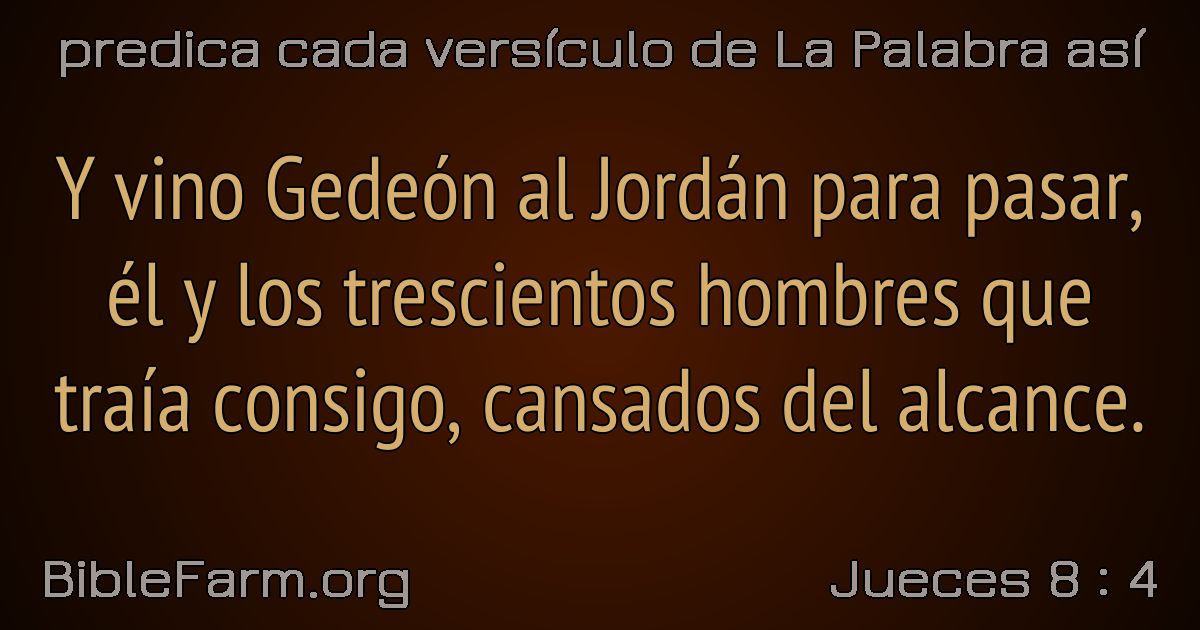 predica cada versículo de La Palabra así
Y vino Gedeón al Jordán para pasar,
él y los trescientos hombres que
traía consigo, cansados del alcance.
BibleFarm.org
Jueces 8 : 4